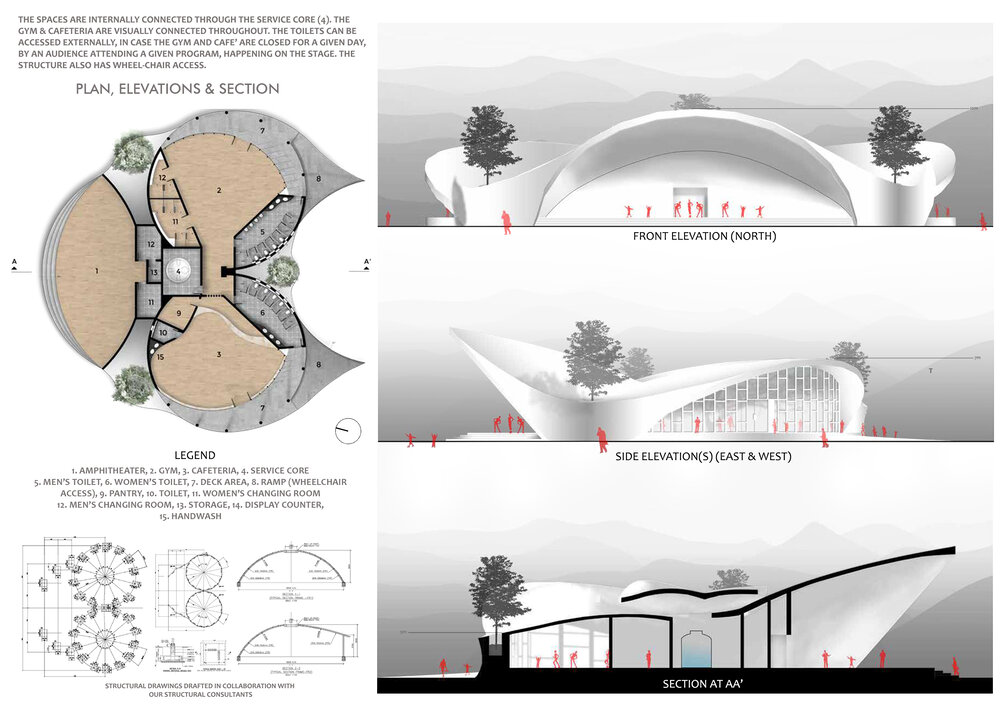 THE SPACES ARE INTERNALLY CONNECTED THROUGH THE SERVICE CORE (4). THE
GYM & CAFETERIA ARE VISUALLY CONNECTED THROUGHOUT. THE TOILETS CAN BE
ACCESSED EXTERNALLY, IN CASE THE GYM AND CAFE' ARE CLOSED FOR A GIVEN DAY,
BY AN AUDIENCE ATTENDING A GIVEN PROGRAM, HAPPENING ON THE STAGE. THE
STRUCTURE ALSO HAS WHEEL-CHAIR ACCESS.
PLAN, ELEVATIONS & SECTION
7
8
12
2
11
5
12
A
A'
1
13
4
11
9
6
10
15
3
8
7
LEGEND
1. AMPHITHEATER, 2. GYM, 3. CAFETERIA, 4. SERVICE CORE
5. MEN'S TOILET, 6. WOMEN'S TOILET, 7. DECK AREA, 8. RAMP (WHEELCHAIR
ACCESS), 9. PANTRY, 10. TOILET, 11. WOMEN'S CHANGING ROOM
12. MEN'S CHANGING ROOM, 13. STORAGE, 14. DISPLAY COUNTER,
15. HANDWASH
STRUCTURAL DRAWINGS DRAFTED IN COLLABORATION WITH
OUR STRUCTURAL CONSULTANTS
FRONT ELEVATION (NORTH)
T
SIDE ELEVATION(S) (EAST & WEST)
SECTION AT AA'